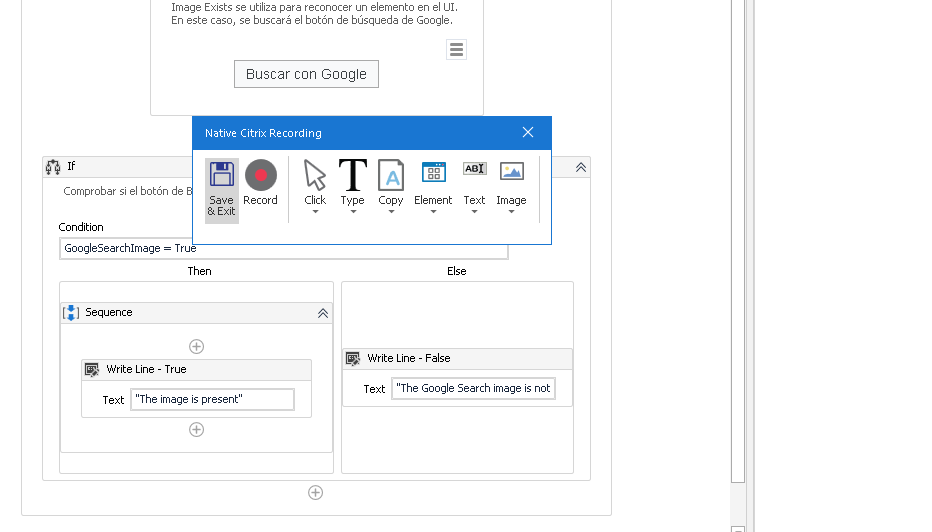 Image Exists se utiliza para reconocer un elemento en el UI.
En este caso, se buscará el botón de búsqueda de Google.
Buscar con Google
Native Citrix Recording
Save & Exit
Record
Click
Type
Copy
Element
Text
Image
ABI
If
Comprobar si el botón de B
Condition
GoogleSearchImage = True
Then
Else
Sequence
Write Line - True
Text
"The image is present"
Write Line - False
Text
"The Google Search image is not